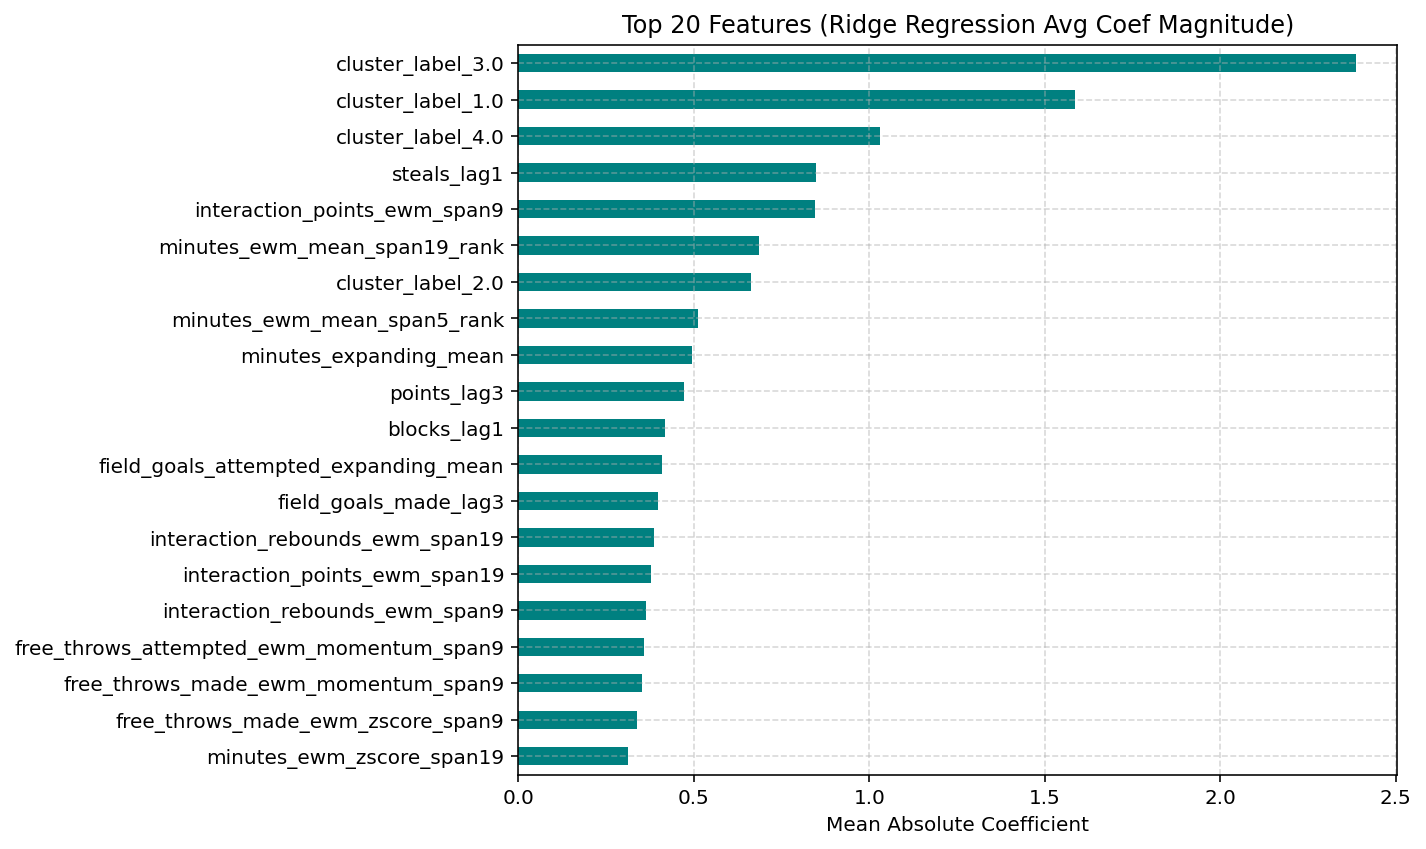 Top 20 Features (Ridge Regression Avg Coef Magnitude)
cluster_label_3.0
cluster_label_1.0
cluster_label_4.0
steals_lag1
interaction_points_ewm_span9
minutes_ewm_mean_span19_rank
cluster_label_2.0
minutes_ewm_mean_span5_rank
minutes_expanding_mean
points_lag3
blocks_lag1
field_goals_attempted_expanding_mean
field_goals_made_lag3
interaction_rebounds_ewm_span19
interaction_points_ewm_span19
interaction_rebounds_ewm_span9
free_throws_attempted_ewm_momentum_span9
free_throws_made_ewm_momentum_span9
free_throws_made_ewm_zscore_span9
minutes_ewm_zscore_span19
0.0 0.5 1.0 1.5 2.0 2.5
Mean Absolute Coefficient